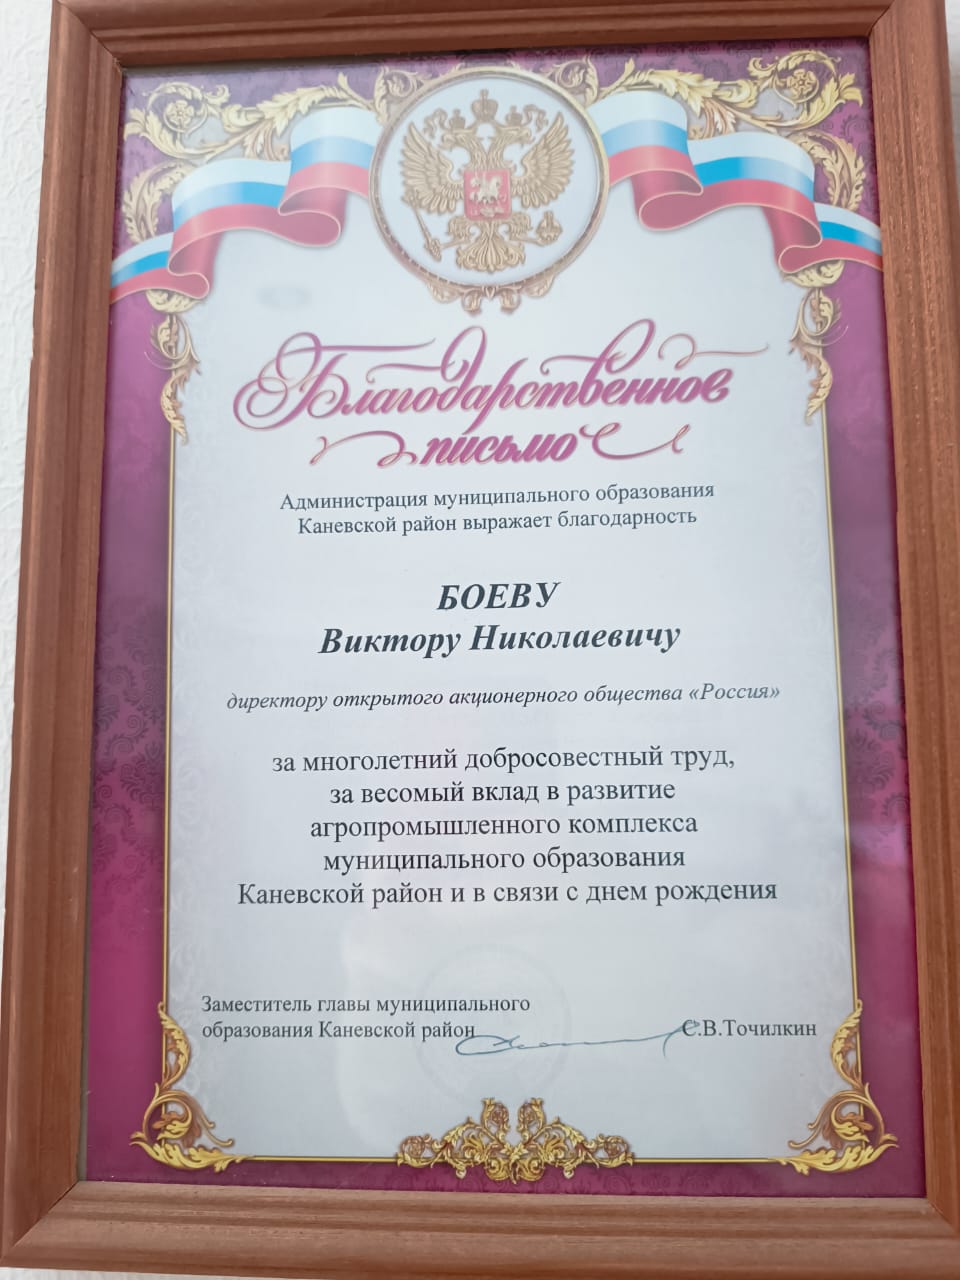 Благодарственное
письмо
Администрация муниципального образования
Каневской район выражает благодарность
БОЕВУ
Виктору Николаевичу
директору открытого акционерного общества «Россия»
за многолетний добросовестный труд,
за весомый вклад в развитие
агропромышленного комплекса
муниципального образования
Каневской район и в связи с днем рождения
Заместитель главы муниципального
образования Каневской район С.В.Точилкин